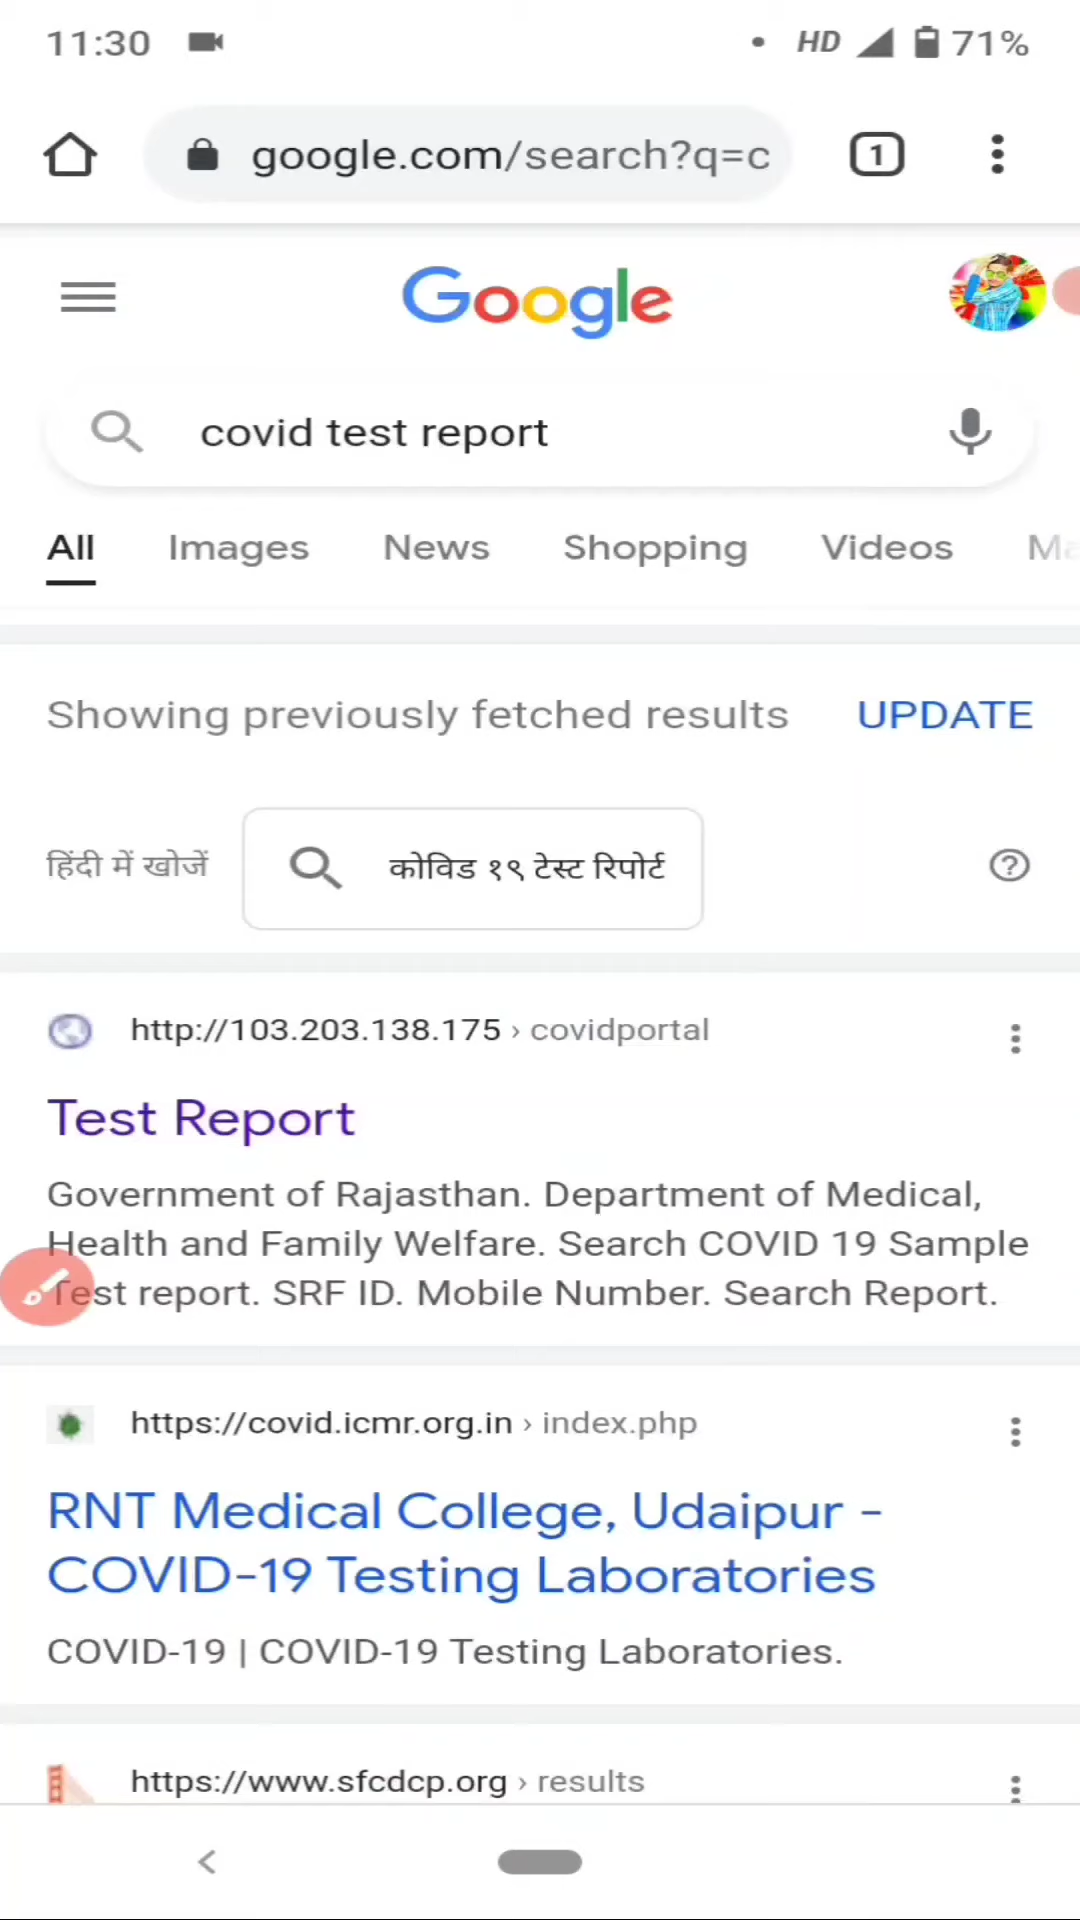 11:30 HD 71%
google.com/search?q=c 1
Google
covid test report
All Images News Shopping Videos Ma
Showing previously fetched results UPDATE
हिंदी में खोजें कोविड १९ टेस्ट रिपोर्ट
http://103.203.138.175 › covidportal
Test Report
Government of Rajasthan. Department of Medical,
Health and Family Welfare. Search COVID 19 Sample
Test report. SRF ID. Mobile Number. Search Report.
https://covid.icmr.org.in › index.php
RNT Medical College, Udaipur -
COVID-19 Testing Laboratories
COVID-19 | COVID-19 Testing Laboratories.
https://www.sfcdcp.org › results